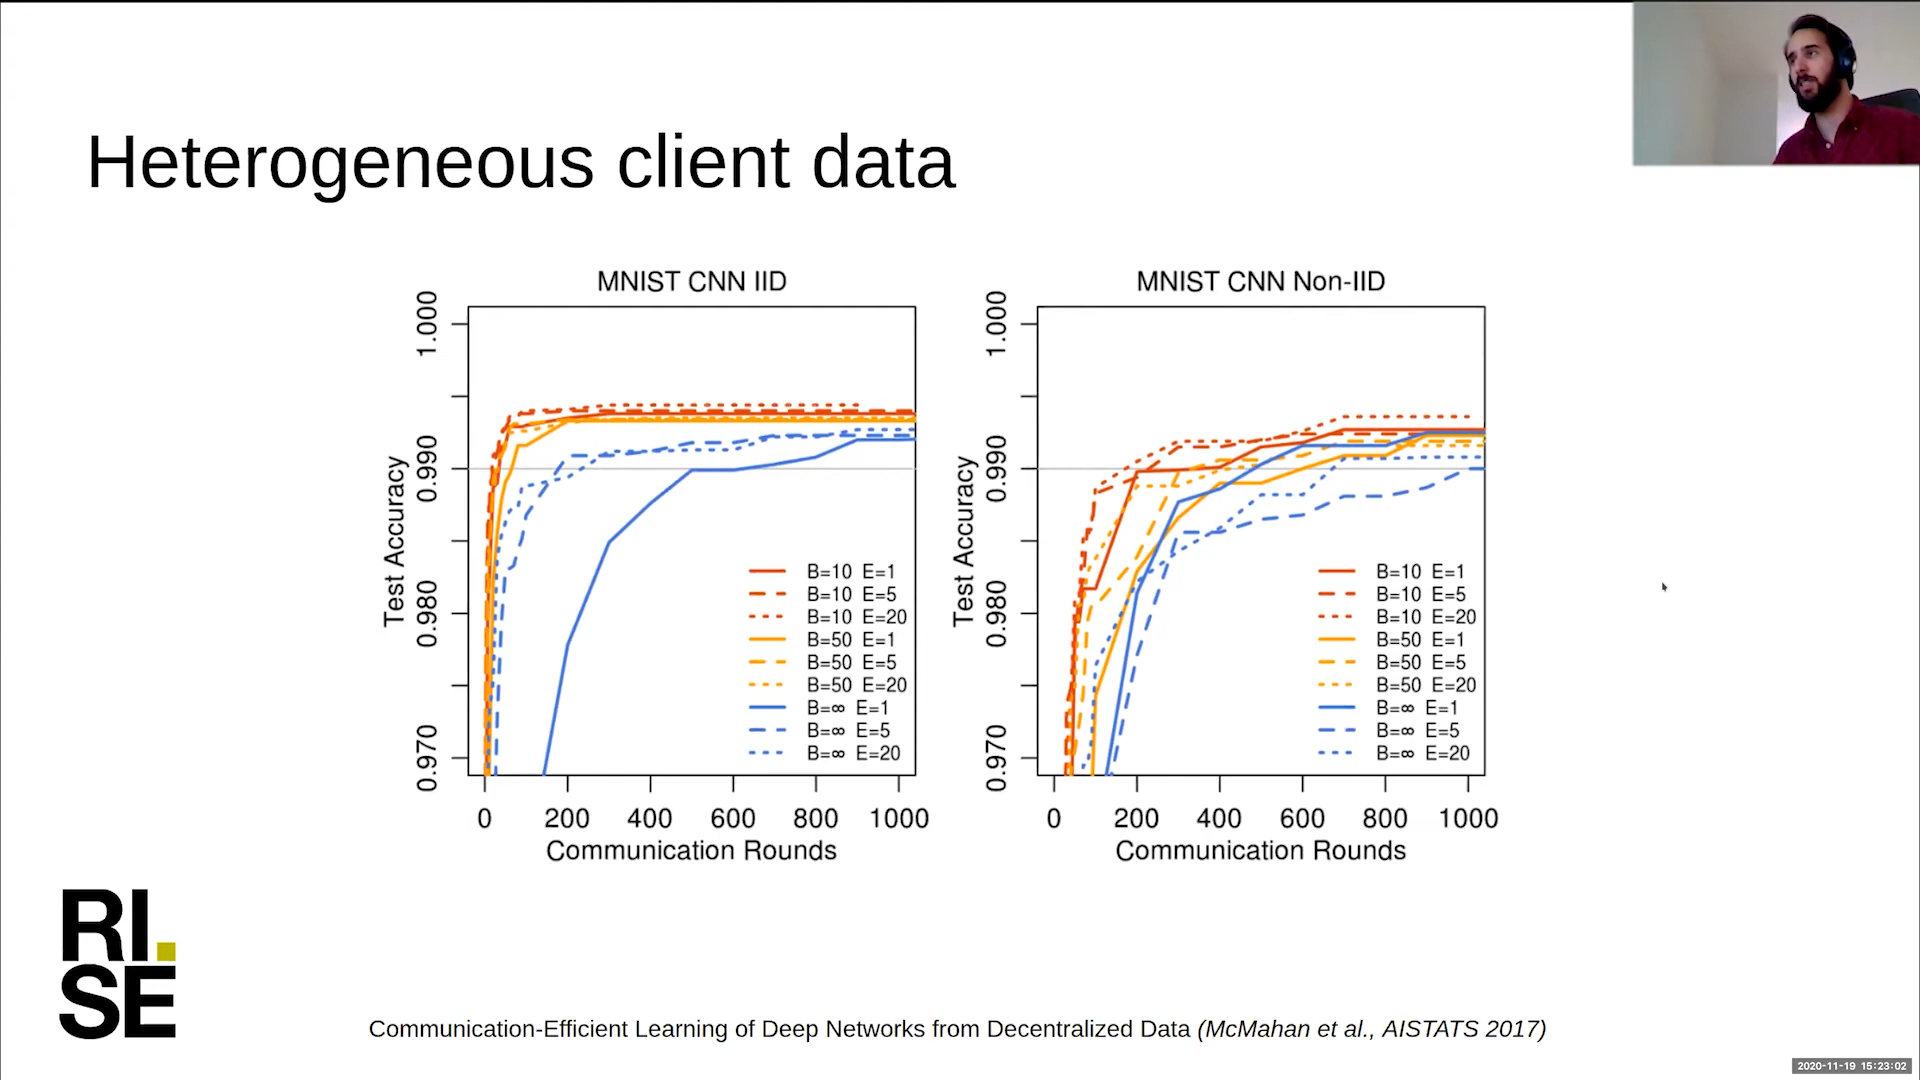 Heterogeneous client data
MNIST CNN IID
Test Accuracy
1.000
0.990
0.980
0.970
B=10 E=1
B=10 E=5
B=10 E=20
B=50 E=1
B=50 E=5
B=50 E=20
B=∞ E=1
B=∞ E=5
B=∞ E=20
0 200 400 600 800 1000
Communication Rounds
MNIST CNN Non-IID
Test Accuracy
1.000
0.990
0.980
0.970
B=10 E=1
B=10 E=5
B=10 E=20
B=50 E=1
B=50 E=5
B=50 E=20
B=∞ E=1
B=∞ E=5
B=∞ E=20
0 200 400 600 800 1000
Communication Rounds
RI.
SE
Communication-Efficient Learning of Deep Networks from Decentralized Data (McMahan et al., AISTATS 2017)
2020-11-19 15:23:02